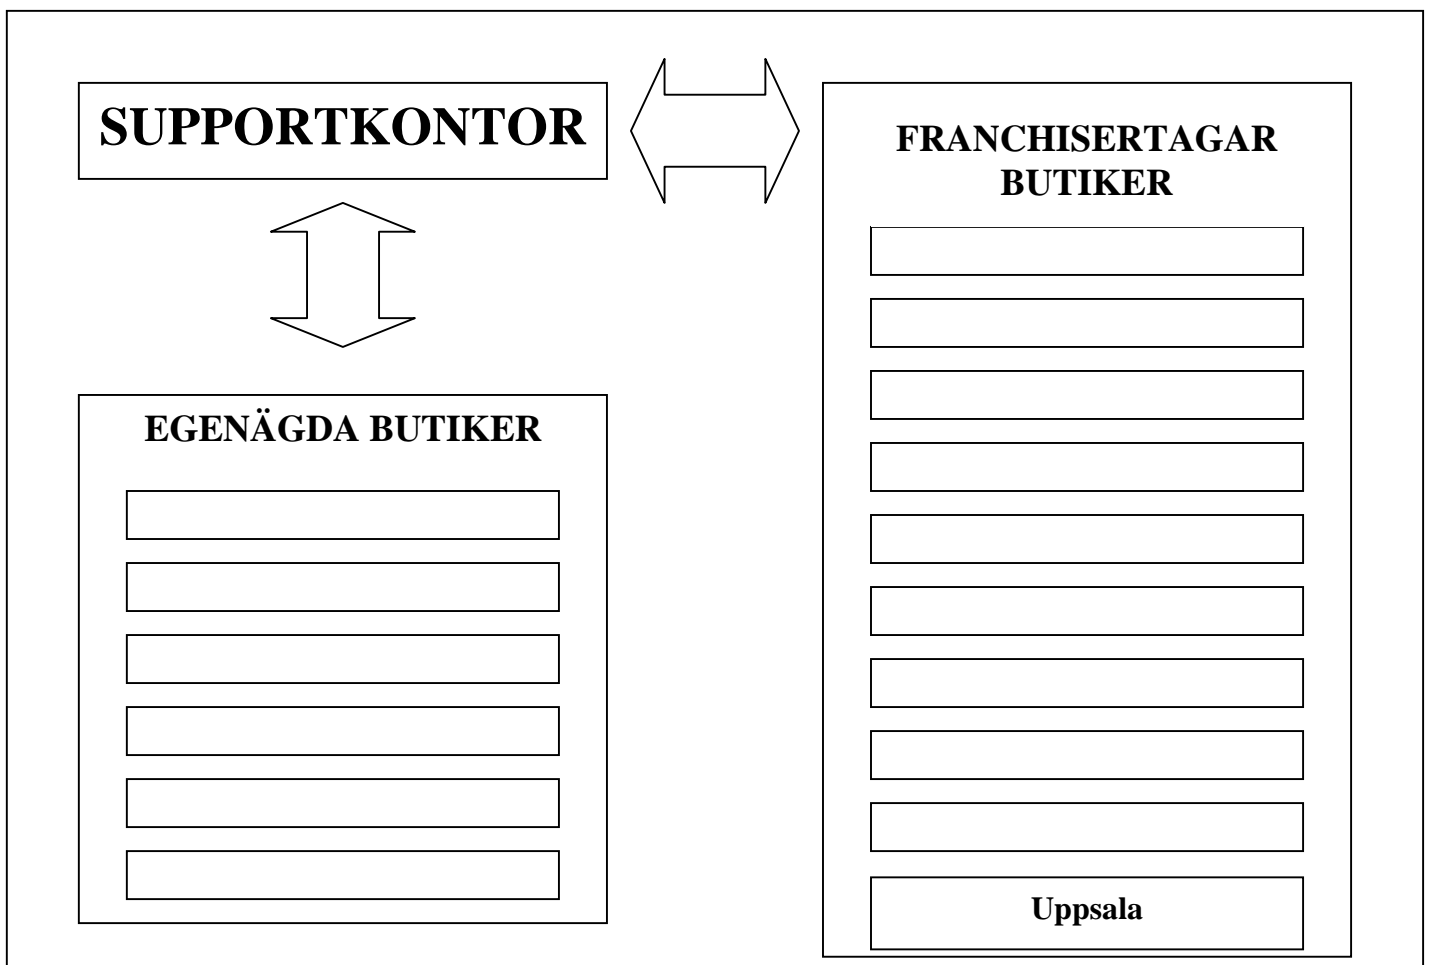 SUPPORTKONTOR
FRANCHISERTAGAR
BUTIKER
EGENÄGDA BUTIKER
Uppsala